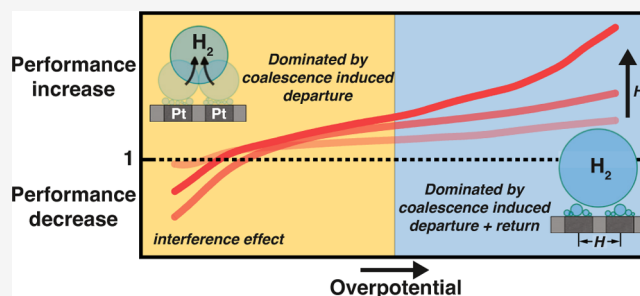 Performance
increase
1
Performance
decrease
H2
Pt Pt
Dominated by
coalescence induced
departure
interference effect
H
H2
Dominated by
coalescence induced
departure + return
H
Overpotential